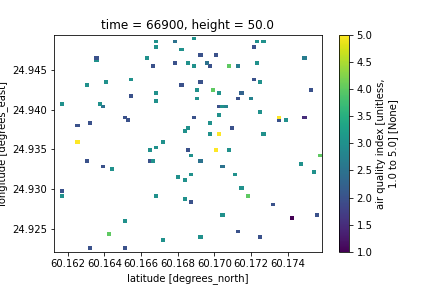 time = 66900, height = 50.0
24.945
24.940
24.935
24.930
24.925
longitude [degrees_east]
60.162 60.164 60.166 60.168 60.170 60.172 60.174
latitude [degrees_north]
5.0
4.5
4.0
3.5
3.0
2.5
2.0
1.5
1.0
air quality index [unitless,
1.0 to 5.0] [None]